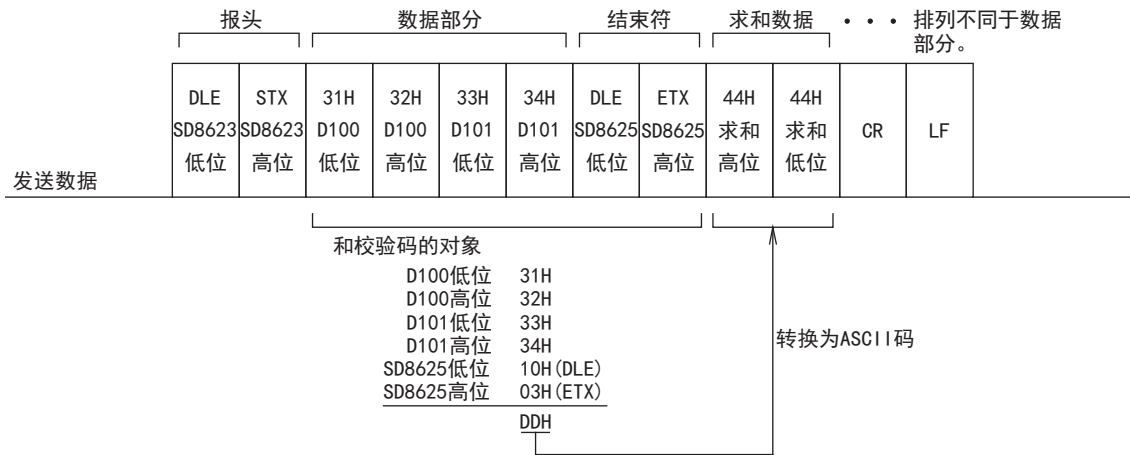 报头 数据部分 结束符 求和数据 ・・・ 排列不同于数据
部分。
DLE STX 31H 32H 33H 34H DLE ETX 44H 44H
SD8623 SD8623 D100 D100 D101 D101 SD8625 SD8625 求和 求和 CR LF
低位 高位 低位 高位 低位 高位 低位 高位 高位 低位
发送数据
和校验码的对象
D100低位 31H
D100高位 32H
D101低位 33H
D101高位 34H
转换为ASCII码
SD8625低位 10H(DLE)
SD8625高位 03H(ETX)
DDH